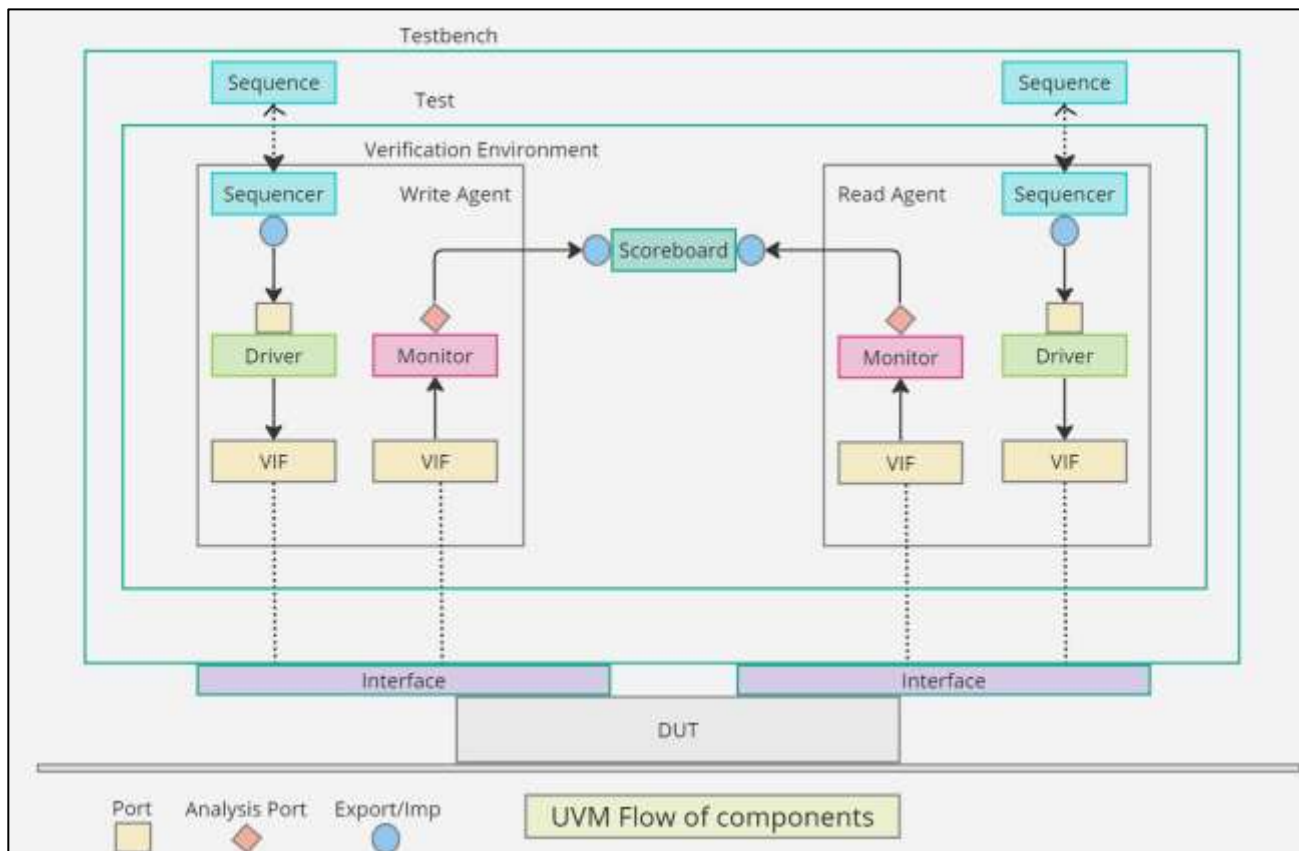 Testbench
Sequence
Sequence
Test
Verification Environment
Sequencer
Write Agent
Read Agent
Sequencer
Scoreboard
Driver
Monitor
Monitor
Driver
VIF
VIF
VIF
VIF
Interface
Interface
DUT
Port
Analysis Port
Export/Imp
UVM Flow of components